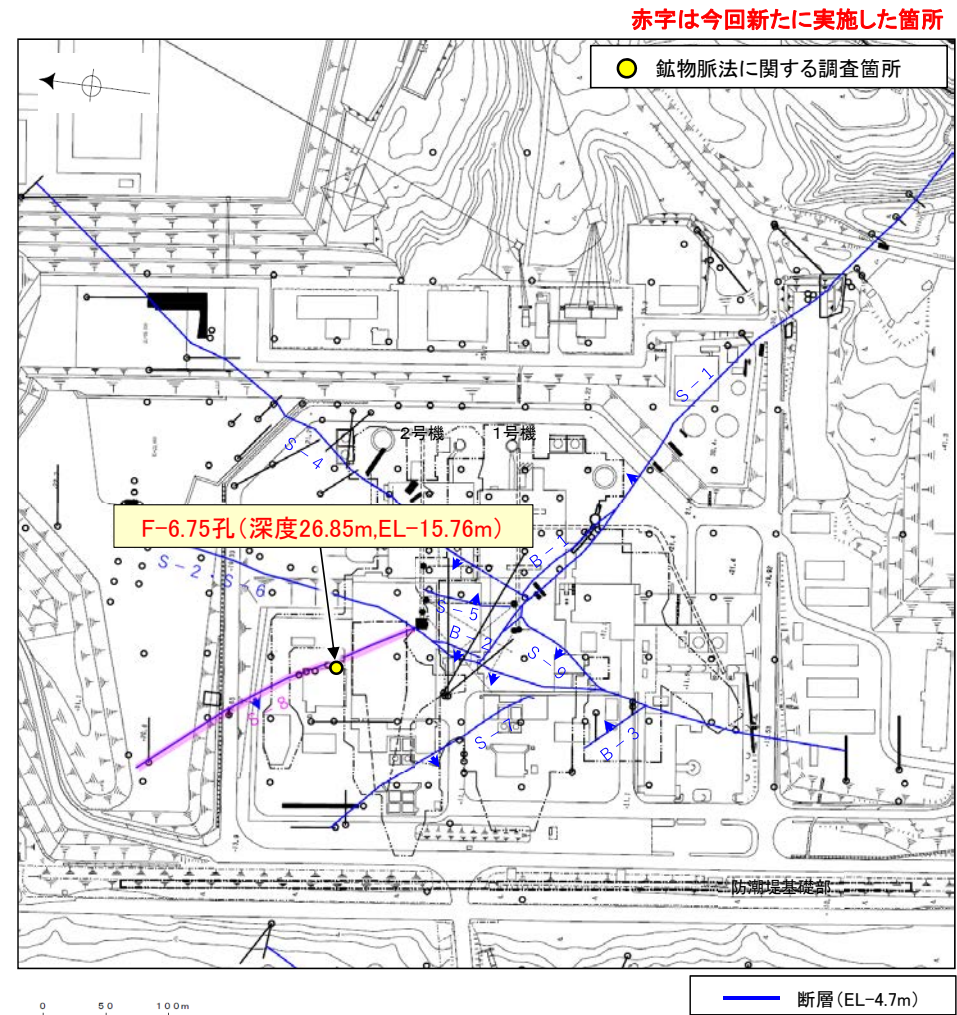 赤字は今回新たに実施した箇所
鉱物脈法に関する調査箇所
S-1
2号機
1号機
S-4
F-6.75孔(深度26.85m,EL-15.76m)
B-1
S-2・S-6
S-5
B-2
S-9
S-8
S-7
B-3
防潮堤基礎部
0 50 100m
断層(EL-4.7m)